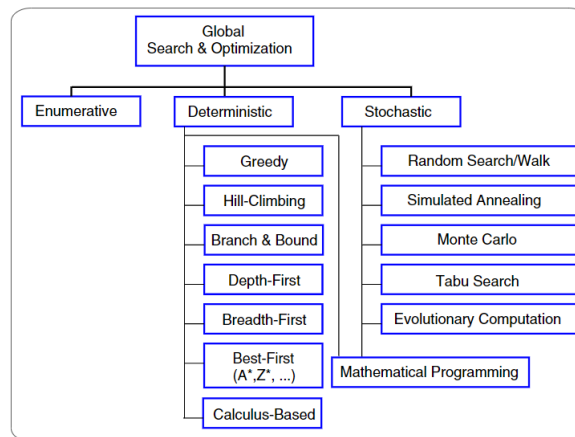 Global
Search & Optimization
Enumerative
Deterministic
Stochastic
Greedy
Hill-Climbing
Branch & Bound
Depth-First
Breadth-First
Best-First
(A*,Z*, ...)
Calculus-Based
Random Search/Walk
Simulated Annealing
Monte Carlo
Tabu Search
Evolutionary Computation
Mathematical Programming